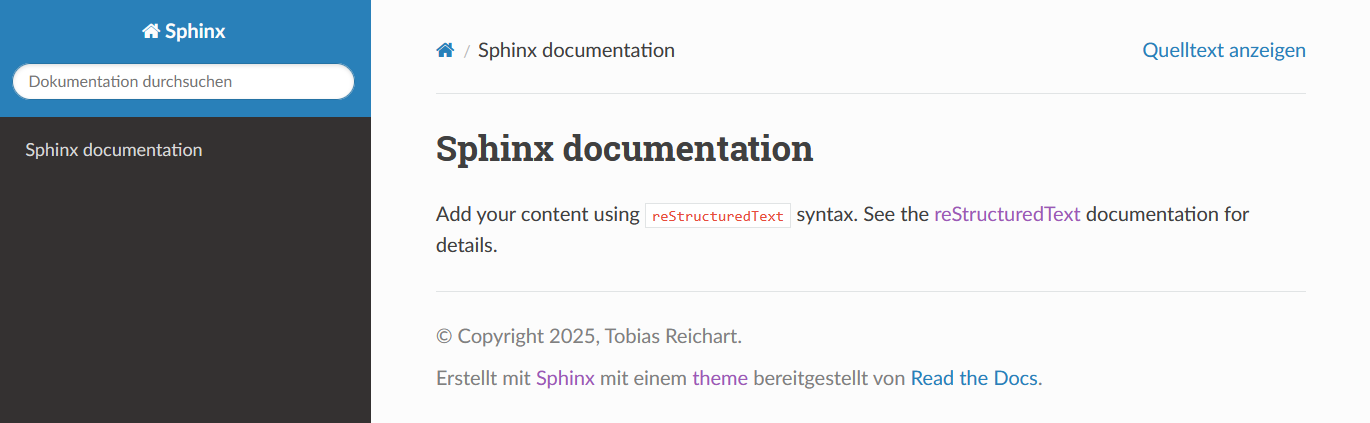 Sphinx
Dokumentation durchsuchen
Sphinx documentation
/ Sphinx documentation
Quelltext anzeigen
Sphinx documentation
Add your content using reStructuredText syntax. See the reStructuredText documentation for
details.
© Copyright 2025, Tobias Reichart.
Erstellt mit Sphinx mit einem theme bereitgestellt von Read the Docs.